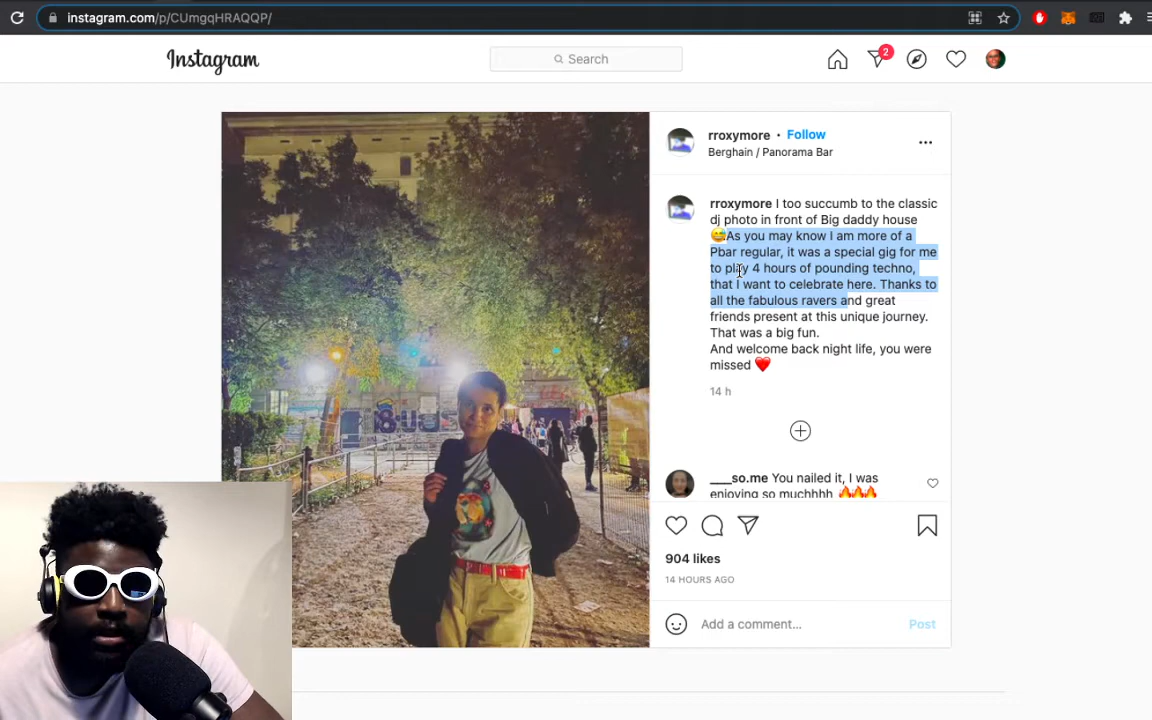 instagram.com/p/CUmgqHRAQQP/
Instagram
Search
2
rroxymore • Follow
Berghain / Panorama Bar
rroxymore I too succumb to the classic
dj photo in front of Big daddy house
😅As you may know I am more of a
Pbar regular, it was a special gig for me
to play 4 hours of pounding techno,
that I want to celebrate here. Thanks to
all the fabulous ravers and great
friends present at this unique journey.
That was a big fun.
And welcome back night life, you were
missed ❤️
14 h
____so.me You nailed it, I was
enjoying so muchhhh 🔥🔥🔥
904 likes
14 HOURS AGO
Add a comment...
Post